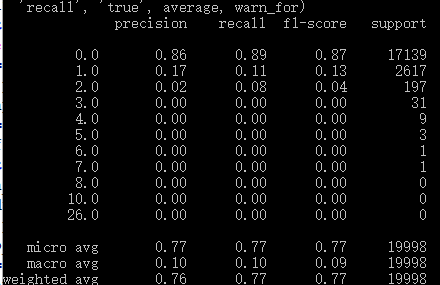 'recall', 'true', average, warn_for)
precision recall f1-score support
0.0 0.86 0.89 0.87 17139
1.0 0.17 0.11 0.13 2617
2.0 0.02 0.08 0.04 197
3.0 0.00 0.00 0.00 31
4.0 0.00 0.00 0.00 9
5.0 0.00 0.00 0.00 3
6.0 0.00 0.00 0.00 1
7.0 0.00 0.00 0.00 1
8.0 0.00 0.00 0.00 0
10.0 0.00 0.00 0.00 0
26.0 0.00 0.00 0.00 0
micro avg 0.77 0.77 0.77 19998
macro avg 0.10 0.10 0.09 19998
weighted avg 0.76 0.77 0.77 19998